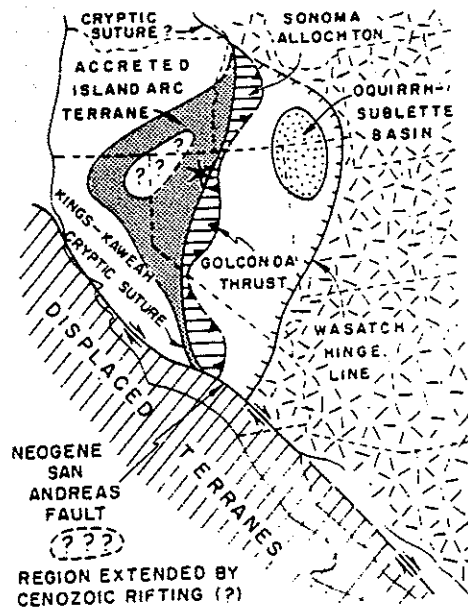 CRYPTIC
SUTURE ?
SONOMA
ALLOCHTON
ACCRETED
ISLAND ARC
TERRANE
OQUIRRH-
SUBLETTE
BASIN
? ? ?
KINGS-KAWEAH
CRYPTIC SUTURE
GOLCONDA
THRUST
WASATCH
HINGE
LINE
DISPLACED
TERRANES
NEOGENE
SAN
ANDREAS
FAULT
? ? ?
REGION EXTENDED BY
CENOZOIC RIFTING (?)